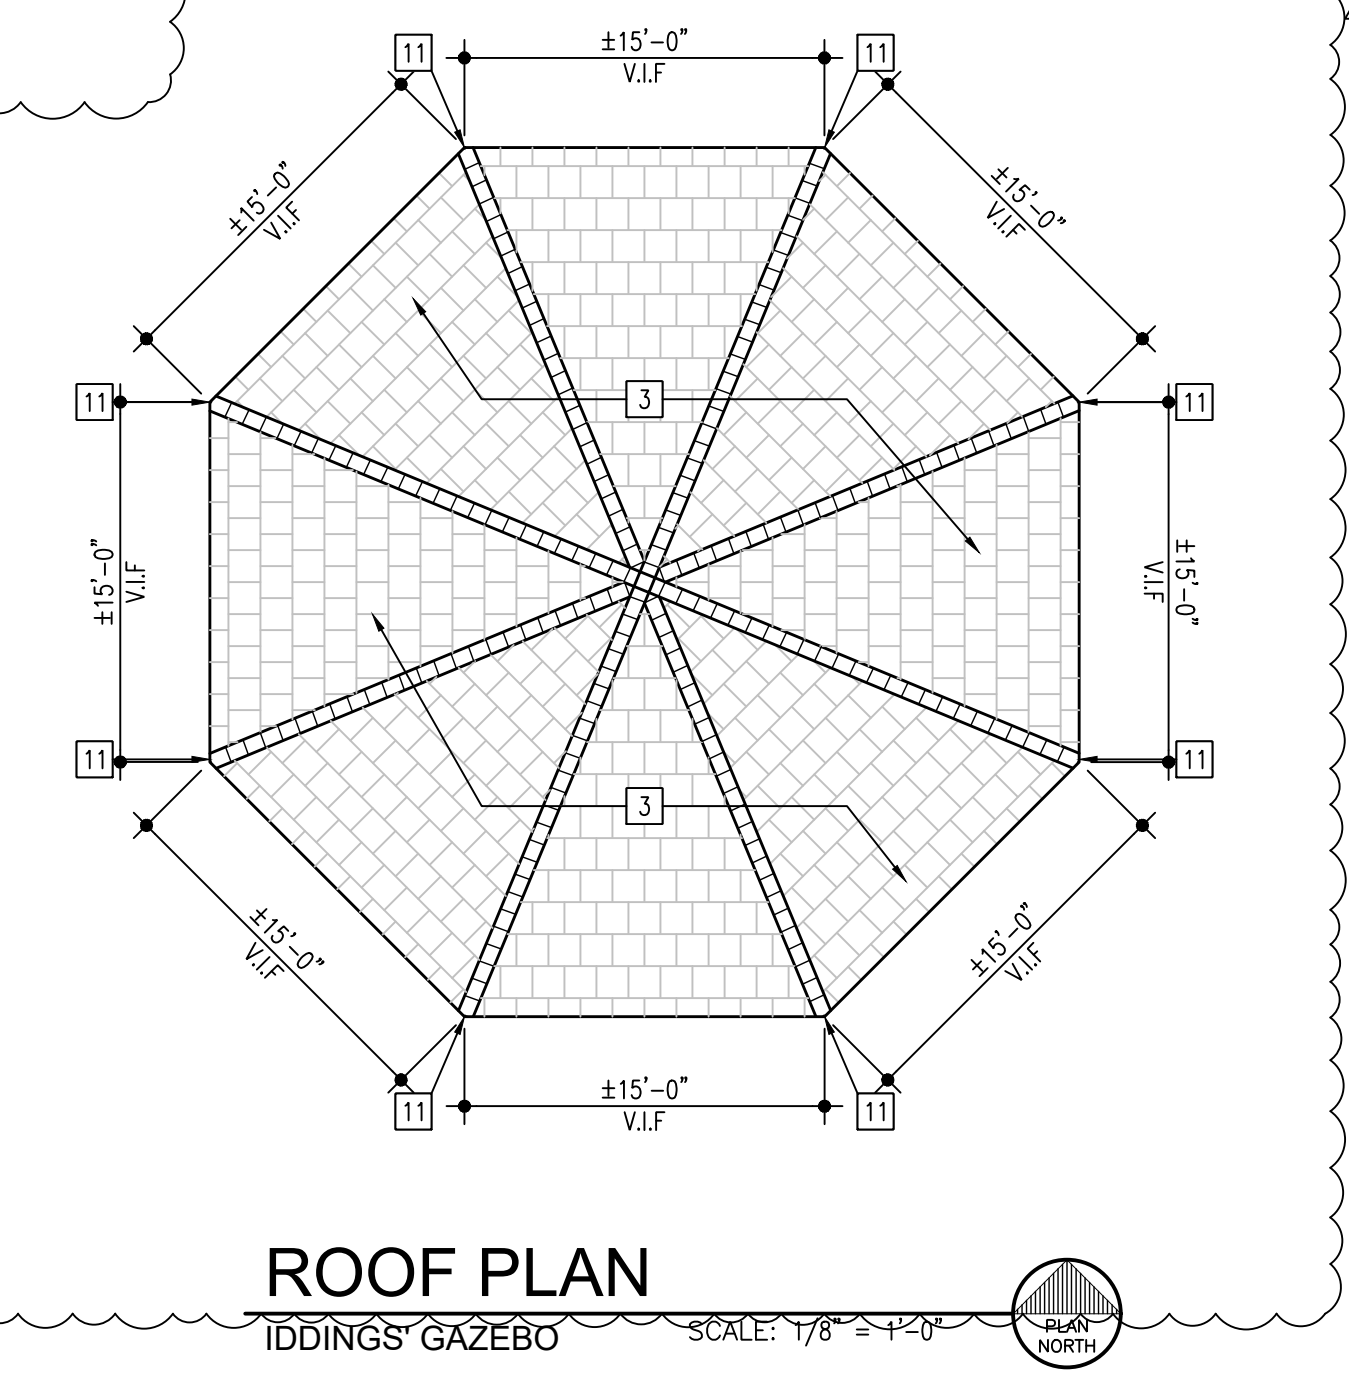 11
±15'-0"
V.I.F
11
±15'-0"
V.I.F
±15'-0"
V.I.F
11
3
11
±15'-0"
V.I.F
±15'-0"
V.I.F
11
3
11
±15'-0"
V.I.F
±15'-0"
V.I.F
11
±15'-0"
V.I.F
11
ROOF PLAN
IDDINGS' GAZEBO
SCALE: 1/8" = 1'-0"
PLAN
NORTH